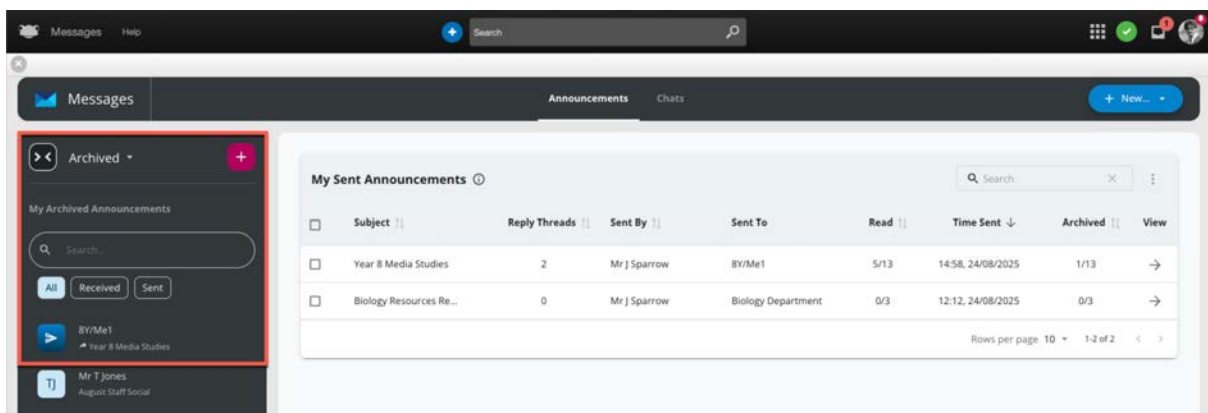 Messages Help Search 1
Messages Announcements Chats + New...
Archived
My Archived Announcements
Search...
All Received Sent
8Y/Me1
Year 8 Media Studies
TJ Mr T Jones
August Staff Social
My Sent Announcements Search
Subject Reply Threads Sent By Sent To Read Time Sent Archived View
Year 8 Media Studies 2 Mr J Sparrow 8Y/Me1 5/13 14:58, 24/08/2025 1/13
Biology Resources Re... 0 Mr J Sparrow Biology Department 0/3 12:12, 24/08/2025 0/3
Rows per page 10 1-2 of 2